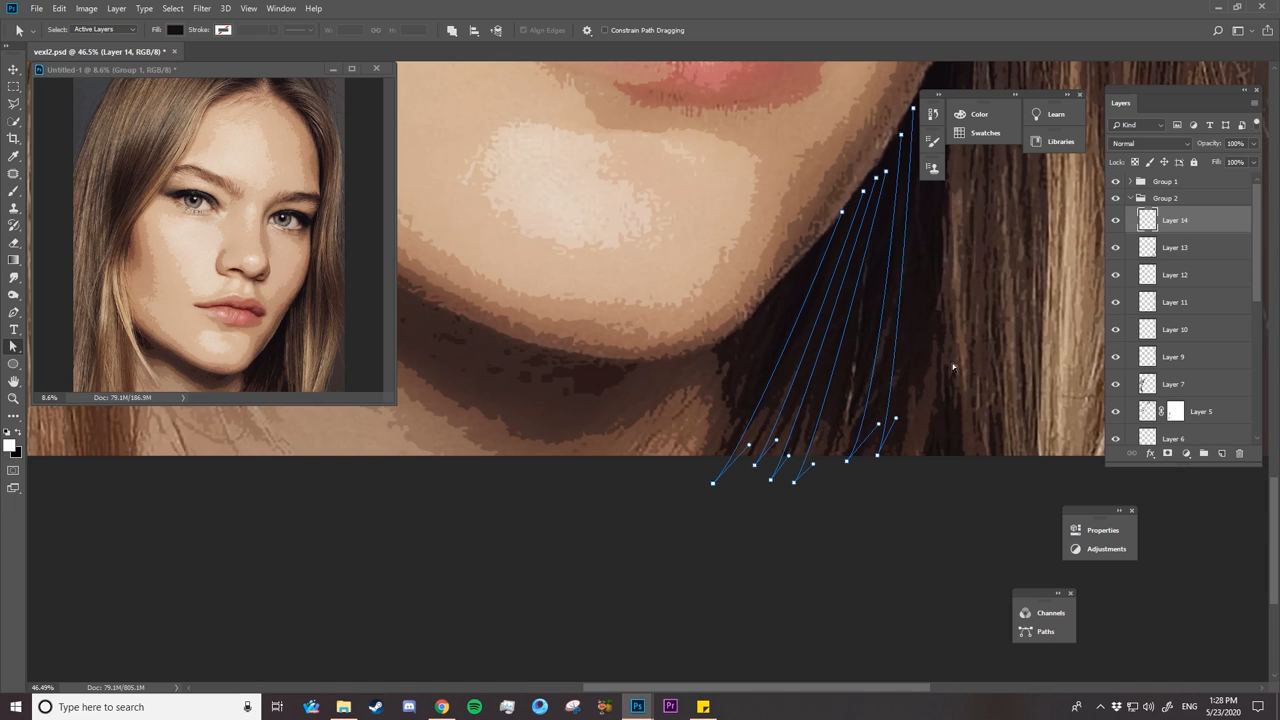 Ps File Edit Image Layer Type Select Filter 3D View Window Help
Select: Active Layers Fill: Stroke: W: H: Align Edges Constrain Path Dragging
vexl2.psd @ 46.5% (Layer 14, RGB/8) *
Untitled-1 @ 8.6% (Group 1, RGB/8) *
8.6% Doc: 79.1M/186.9M
Color
Swatches
Learn
Libraries
Layers
Kind
Normal Opacity: 100%
Lock: Fill: 100%
Group 1
Group 2
Layer 14
Layer 13
Layer 12
Layer 11
Layer 10
Layer 9
Layer 7
Layer 5
Layer 6
fx
Properties
Adjustments
Channels
Paths
46.49% Doc: 79.1M/805.1M
Type here to search
Ps
Pr
ENG
1:28 PM
5/23/2020